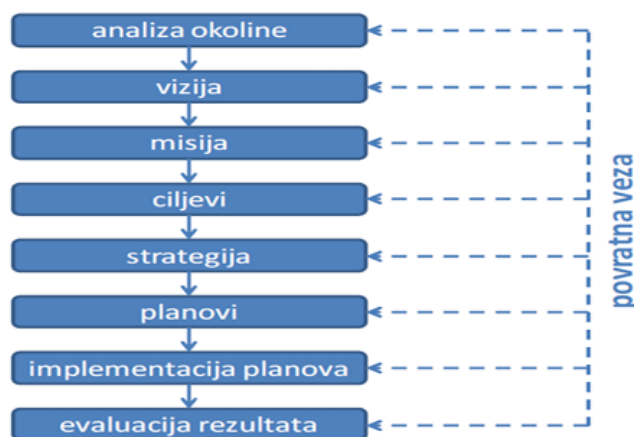 analiza okoline
vizija
misija
ciljevi
strategija
planovi
implementacija planova
evaluacija rezultata
povratna veza